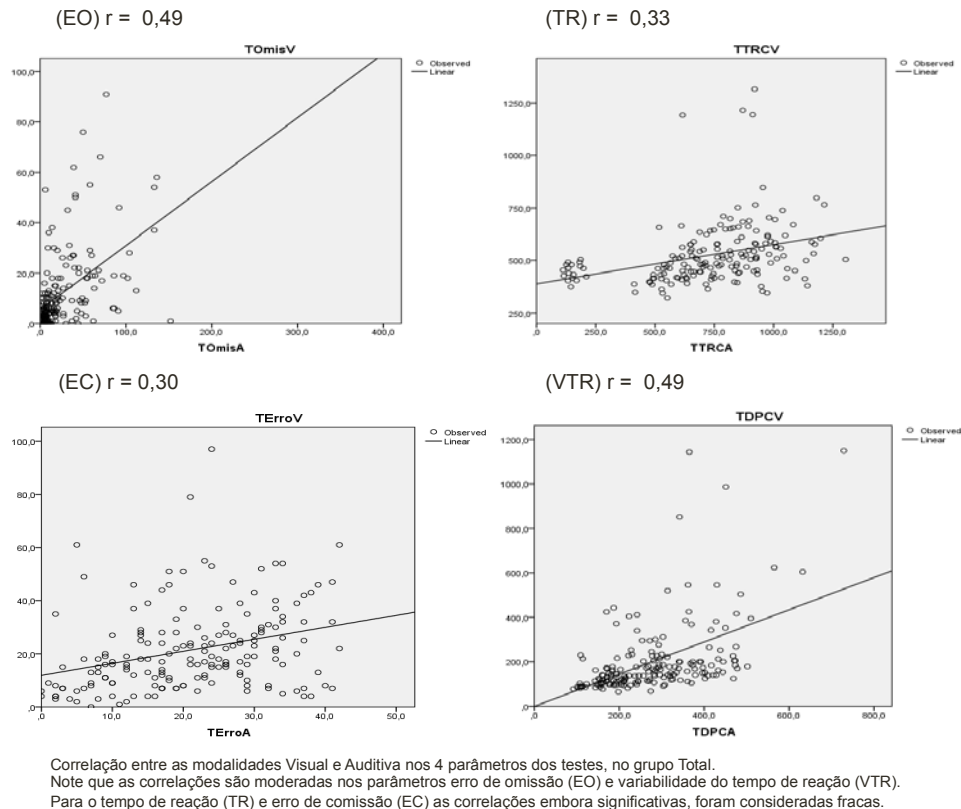 (EO) r = 0,49
TOmisV
Observed
Linear
100,0
80,0
60,0
40,0
20,0
,0
,0
100,0
200,0
300,0
400,0
TOmisA
(TR) r = 0,33
TTRCV
Observed
Linear
1250,0
1000,0
750,0
500,0
250,0
,0
250,0
500,0
750,0
1000,0
1250,0
TTRCA
(EC) r = 0,30
TErroV
Observed
Linear
100,0
80,0
60,0
40,0
20,0
,0
,0
10,0
20,0
30,0
40,0
50,0
TErroA
(VTR) r = 0,49
TDPCV
Observed
Linear
1200,0
1000,0
800,0
600,0
400,0
200,0
,0
,0
200,0
400,0
600,0
800,0
TDPCA
Correlação entre as modalidades Visual e Auditiva nos 4 parâmetros dos testes, no grupo Total.
Note que as correlações são moderadas nos parâmetros erro de omissão (EO) e variabilidade do tempo de reação (VTR).
Para o tempo de reação (TR) e erro de comissão (EC) as correlações embora significativas, foram consideradas fracas.